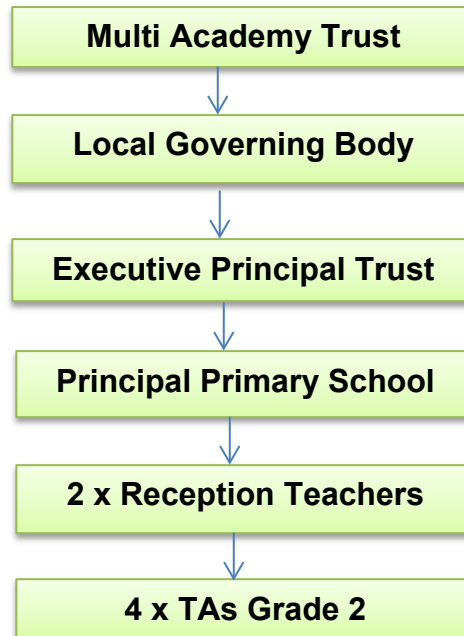 Multi Academy Trust
Local Governing Body
Executive Principal Trust
Principal Primary School
2 x Reception Teachers
4 x TAs Grade 2